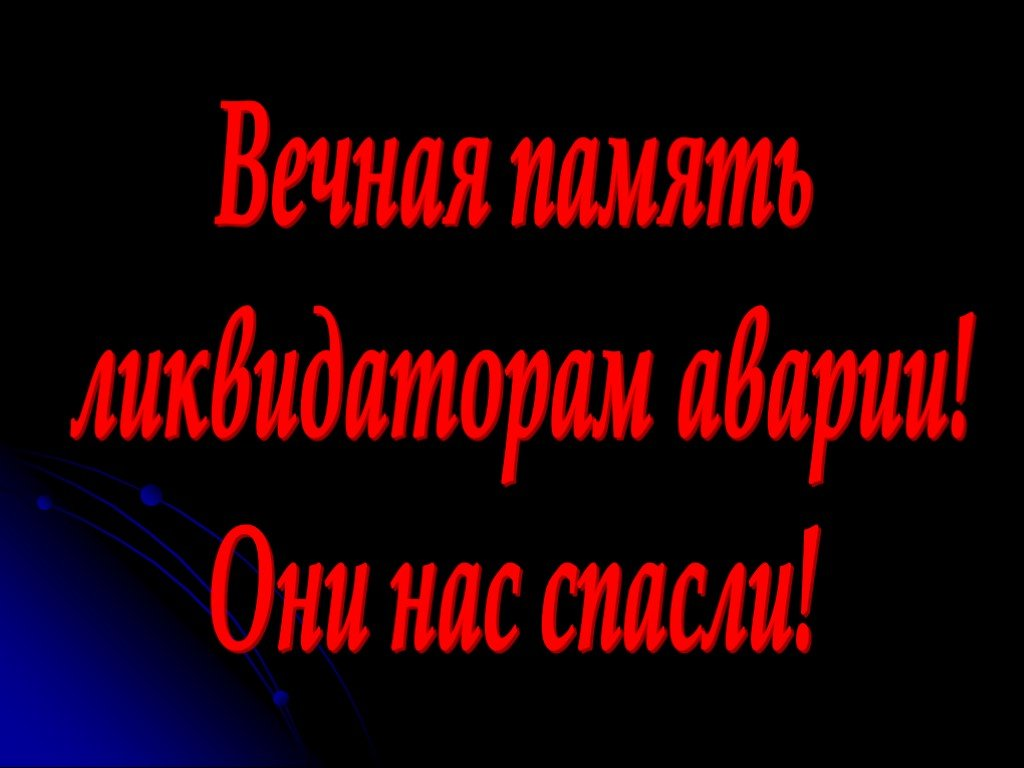 Вечная память
ликвидаторам аварии!
Они нас спасли!